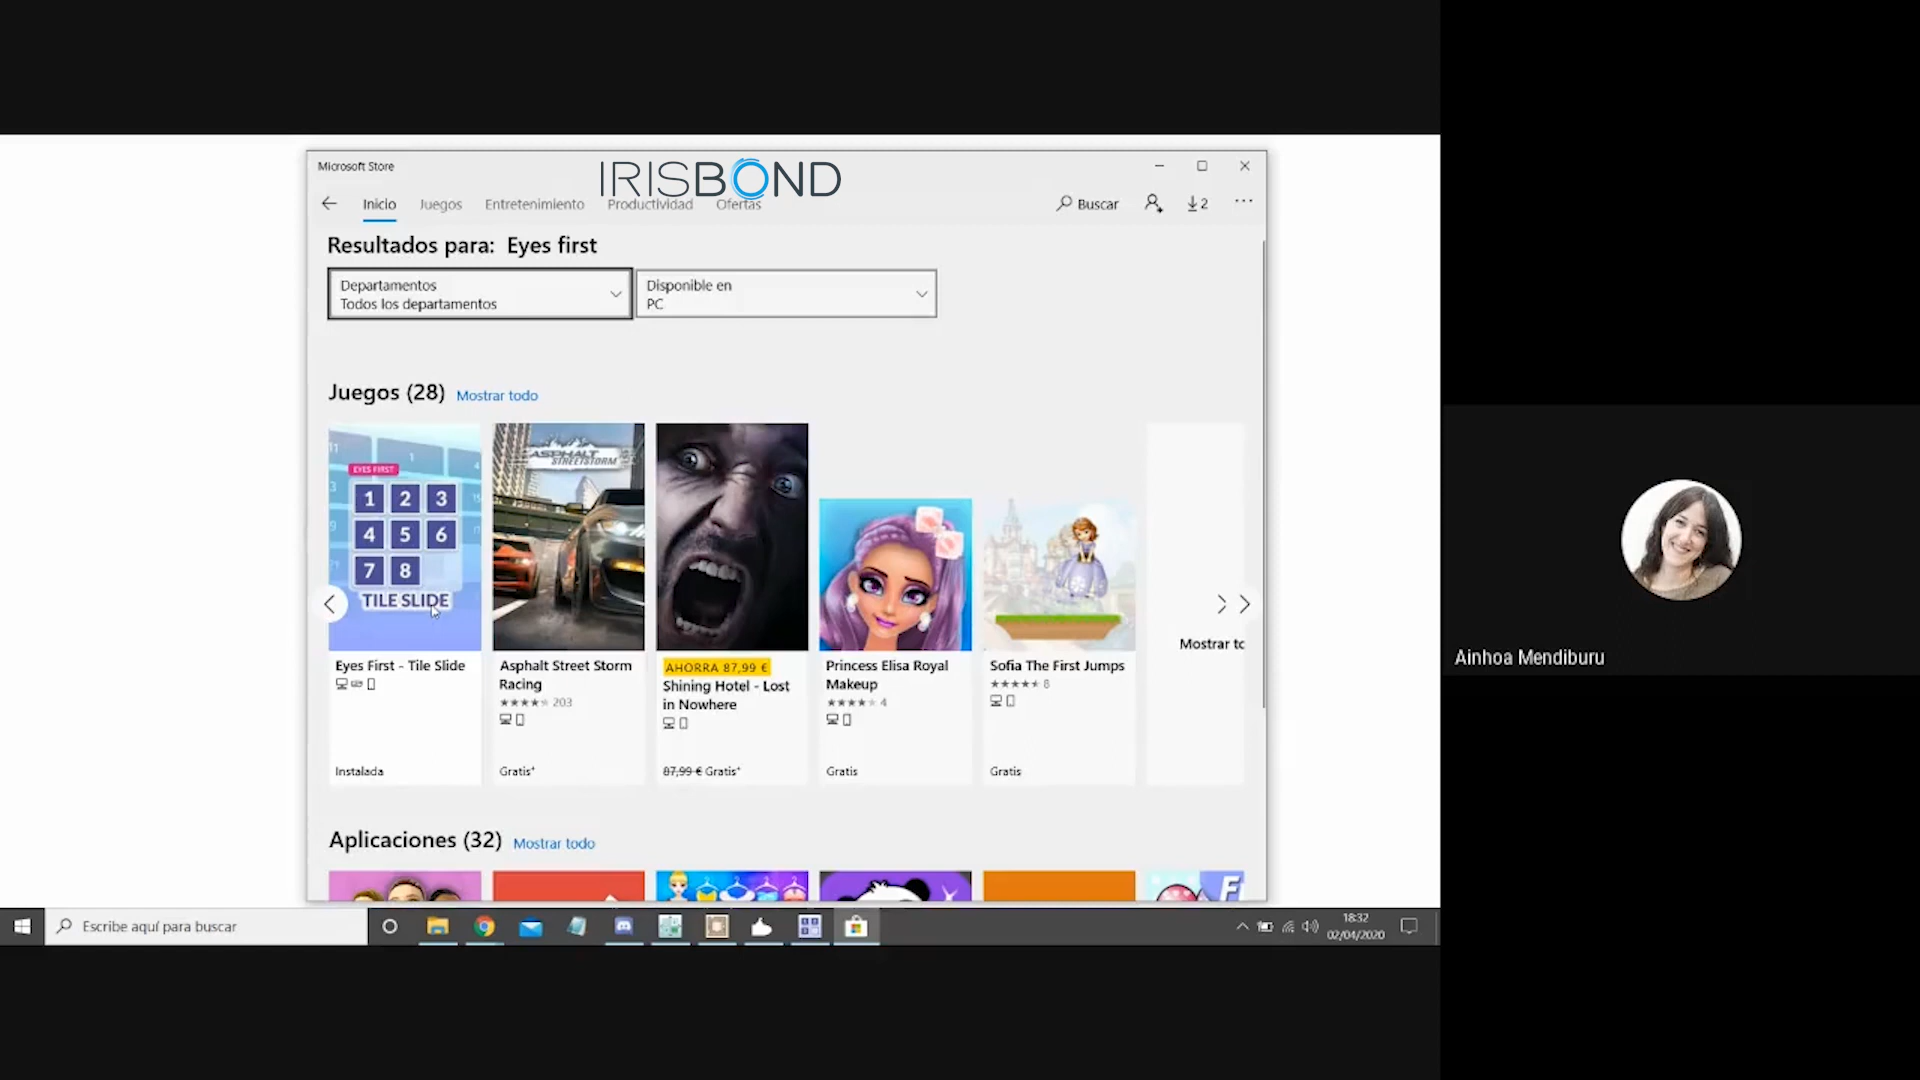 Microsoft Store
IRISBOND
Inicio
Juegos
Entretenimiento
Productividad
Ofertas
Buscar
2
Resultados para: Eyes first
Departamentos
Todos los departamentos
Disponible en
PC
Juegos (28)
Mostrar todo
EYES FIRST
1 2 3
4 5 6
7 8
TILE SLIDE
ASPHALT
STREETSTORM
Eyes First - Tile Slide
Instalada
Asphalt Street Storm
Racing
203
Gratis+
AHORRA 87,99 €
Shining Hotel - Lost
in Nowhere
87,99 € Gratis+
Princess Elisa Royal
Makeup
4
Gratis
Sofia The First Jumps
8
Gratis
Mostrar to
Aplicaciones (32)
Mostrar todo
F
Escribe aquí para buscar
18:32
02/04/2020
Ainhoa Mendiburu